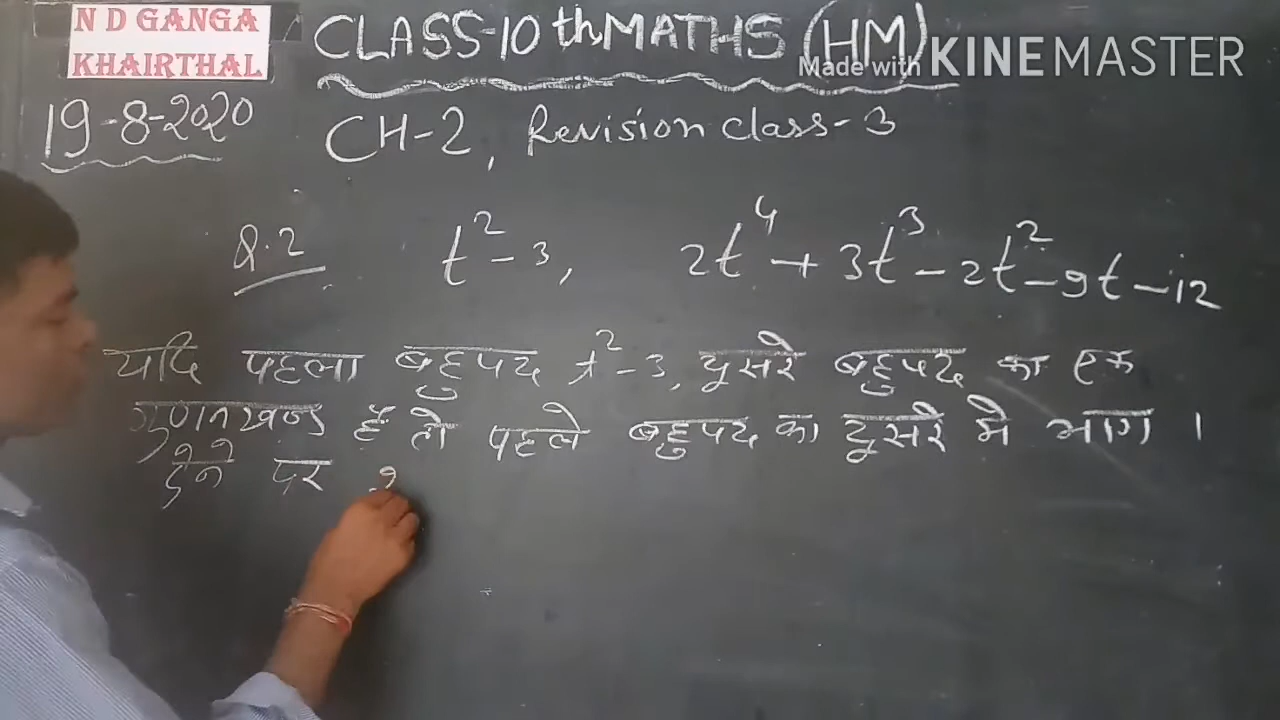 N D GANGA
KHAIRTHAL
CLASS-10 th MATHS (HM)
Made with KINEMASTER
19-8-2020
CH-2, Revision class-3
Q.2 t²-3, 2t⁴+3t³-2t²-9t-12
यदि पहला बहुपद t²-3, दूसरे बहुपद का एक
गुणनखण्ड हैं तो पहले बहुपद का दूसरे मे भाग ।
देने पर